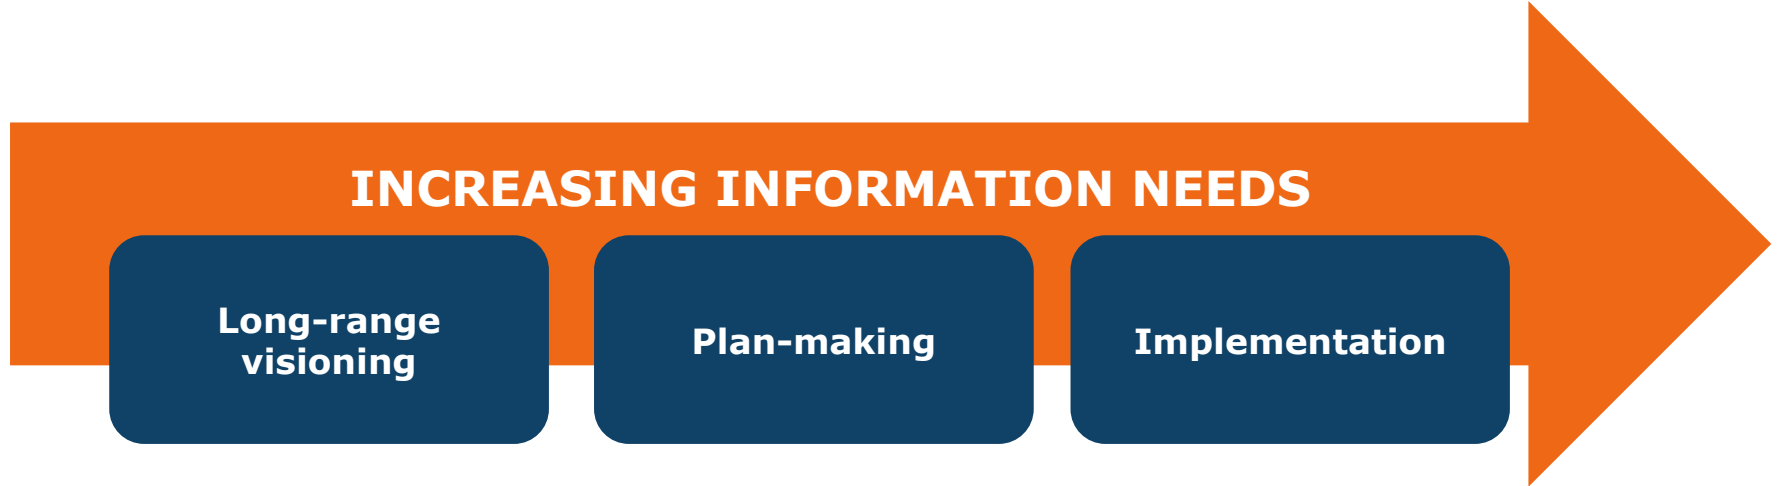 INCREASING INFORMATION NEEDS
Long-range
visioning
Plan-making
Implementation